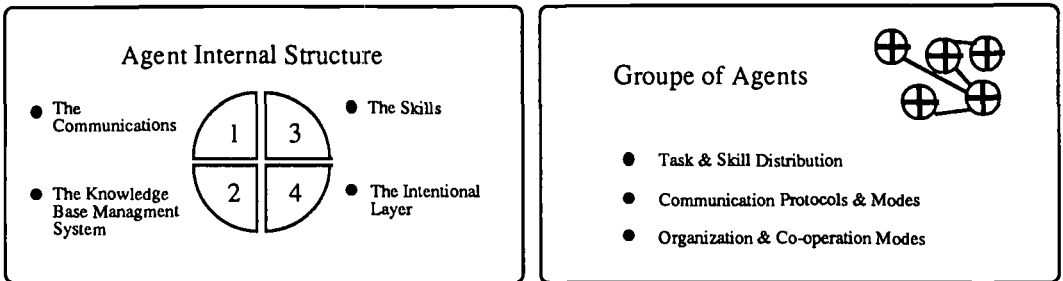 Agent Internal Structure
The
Communications
The Skills
1
3
2
4
The Knowledge
Base Managment
System
The Intentional
Layer
Groupe of Agents
Task & Skill Distribution
Communication Protocols & Modes
Organization & Co-operation Modes